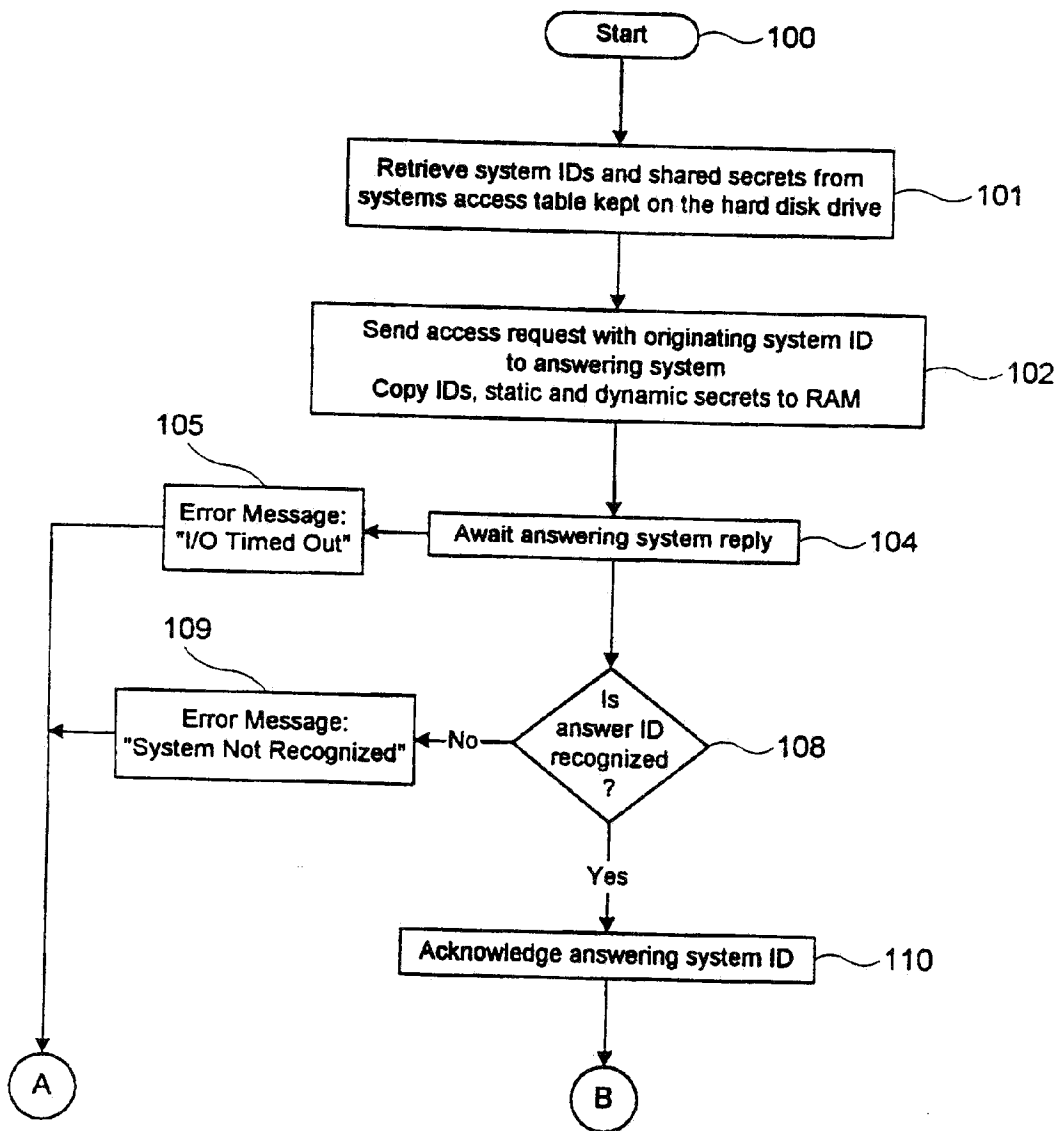 Start
100
Retrieve system IDs and shared secrets from
systems access table kept on the hard disk drive
101
Send access request with originating system ID
to answering system
Copy IDs, static and dynamic secrets to RAM
102
105
Error Message:
"I/O Timed Out"
Await answering system reply
104
109
Error Message:
"System Not Recognized"
No
Is
answer ID
recognized
?
108
Yes
Acknowledge answering system ID
110
A
B